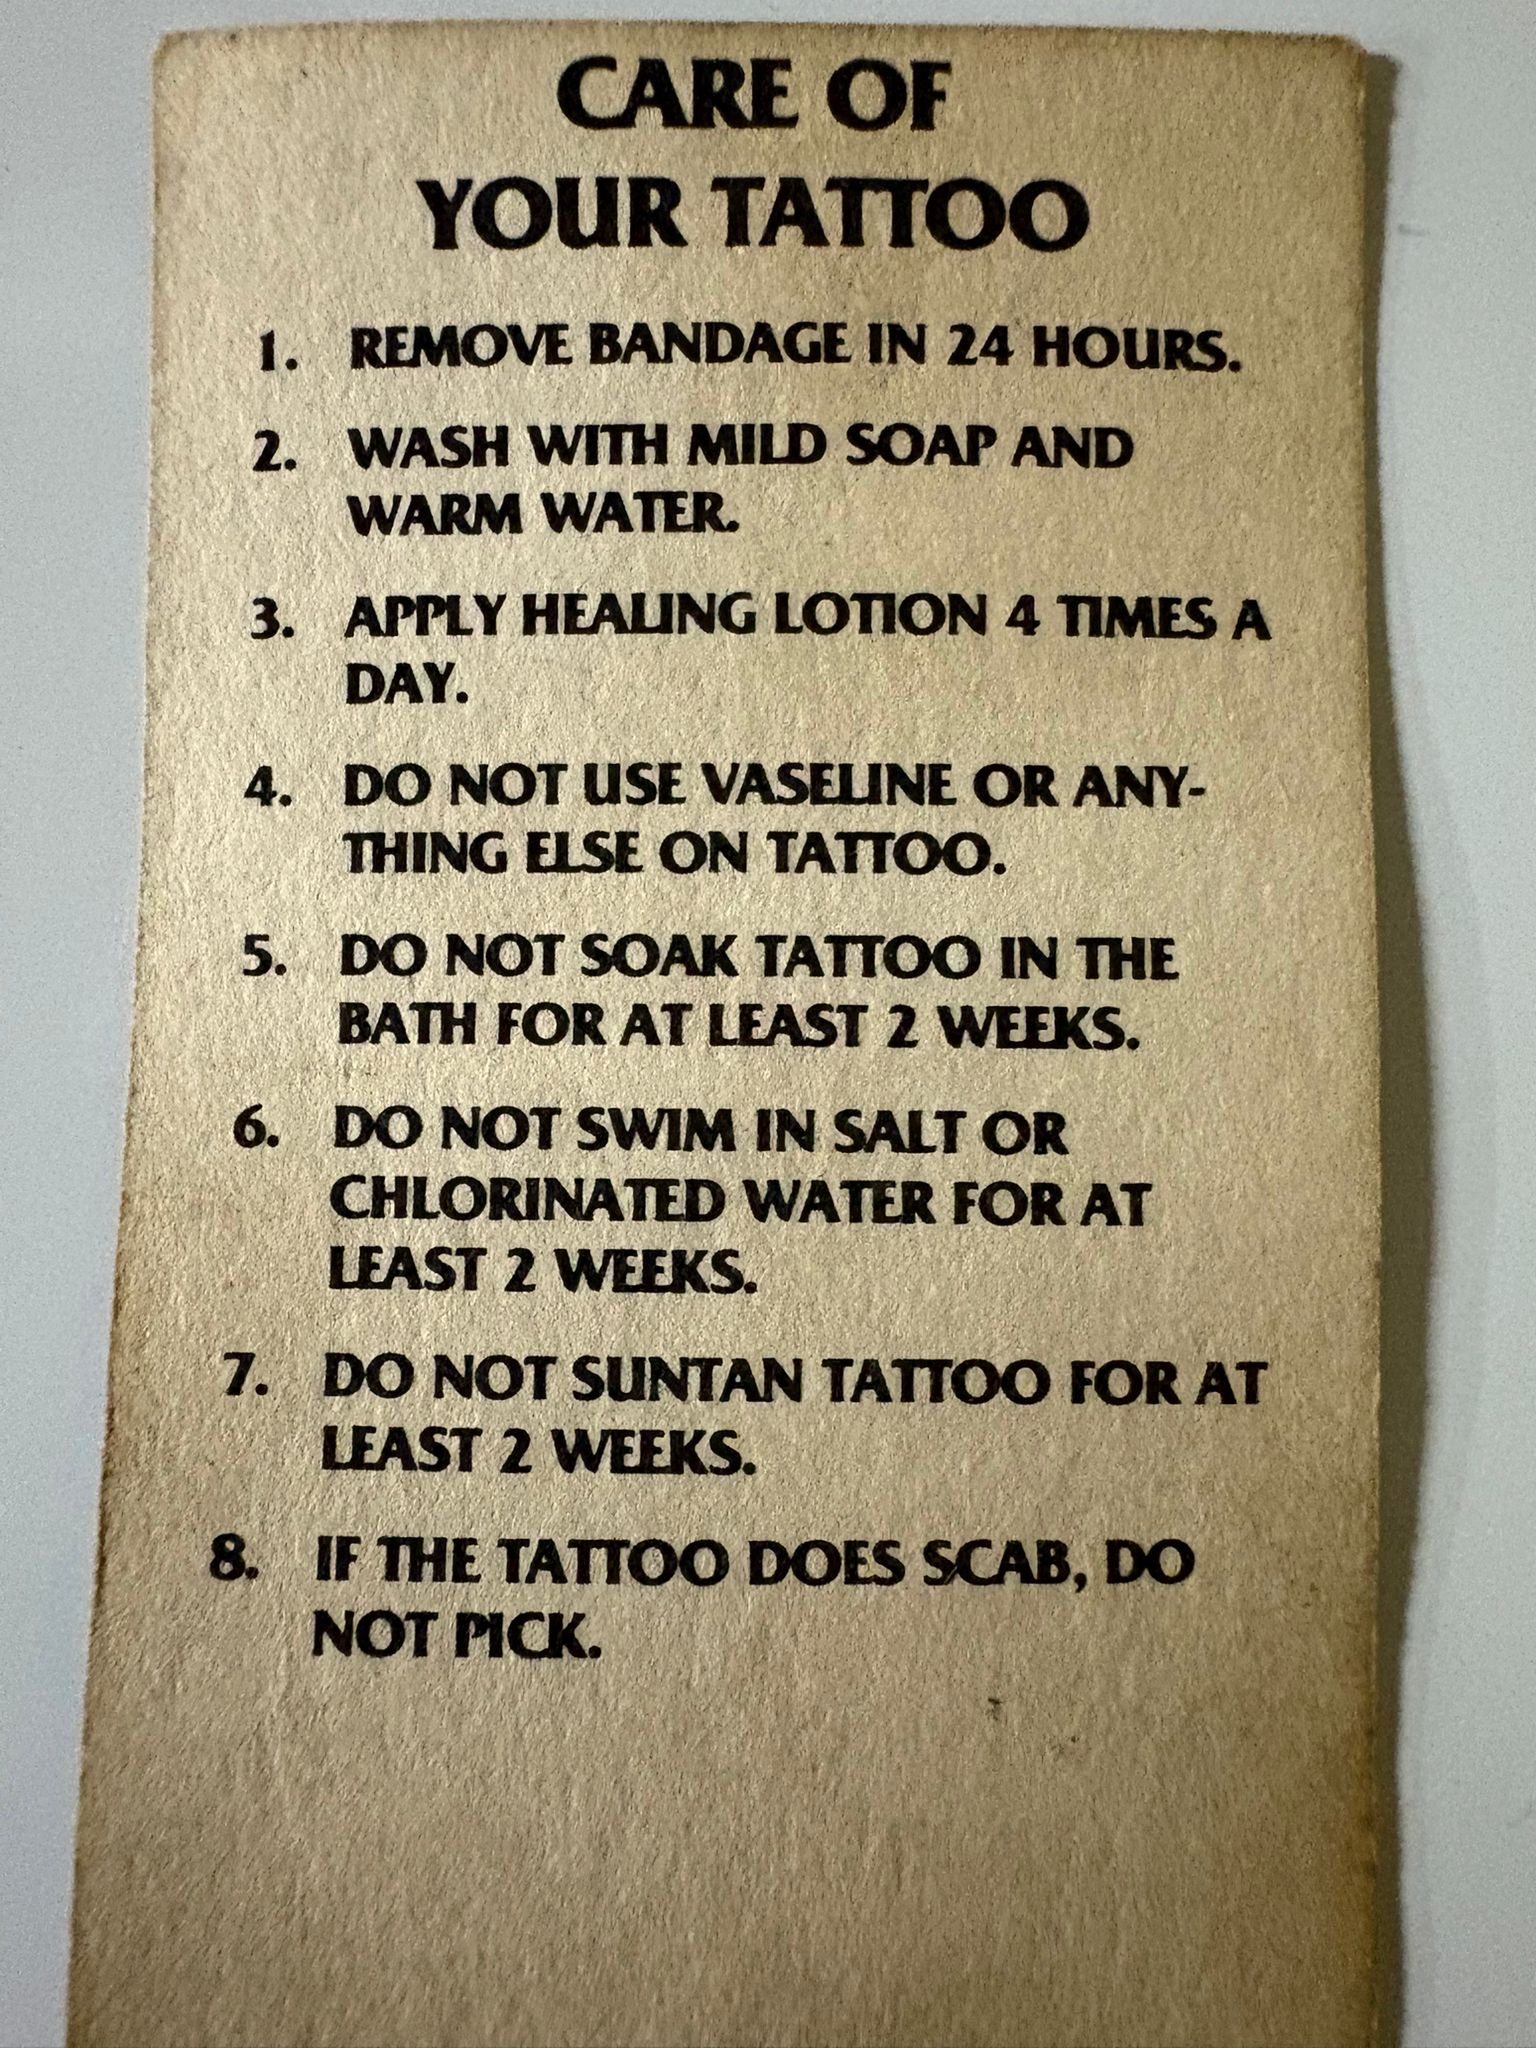 CARE OF
YOUR TATTOO
1. REMOVE BANDAGE IN 24 HOURS.
2. WASH WITH MILD SOAP AND
WARM WATER.
3. APPLY HEALING LOTION 4 TIMES A
DAY.
4. DO NOT USE VASELINE OR ANY-
THING ELSE ON TATTOO.
5. DO NOT SOAK TATTOO IN THE
BATH FOR AT LEAST 2 WEEKS.
6. DO NOT SWIM IN SALT OR
CHLORINATED WATER FOR AT
LEAST 2 WEEKS.
7. DO NOT SUNTAN TATTOO FOR AT
LEAST 2 WEEKS.
8. IF THE TATTOO DOES SCAB, DO
NOT PICK.